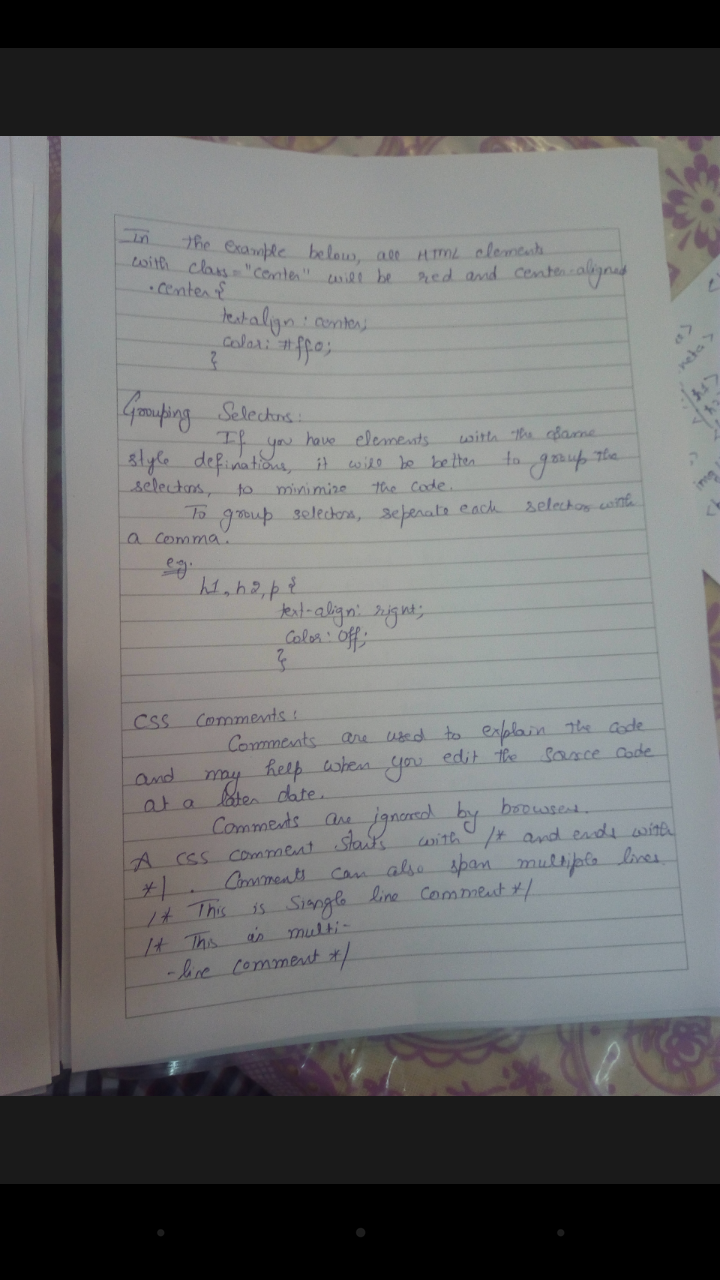 In the example below, all HTML elements
with class="center" will be red and center-aligned
.center {
text-align : center;
color: #ff0;
}
Grouping Selectors:
If you have elements with the same
style definations, it will be better to group the
selectors, to minimize the code.
To group selectors, seperate each selector with
a comma.
eg.
h1, h2, p {
text-align: right;
Color: 0ff;
}
CSS Comments:
Comments are used to explain the code
and may help when you edit the source code
at a later date.
Comments are ignored by browsers.
A CSS comment starts with /* and ends with
*/ . Comments can also span multiple lines.
/* This is Siangle line comment */
/* This is multi-
-line comment */